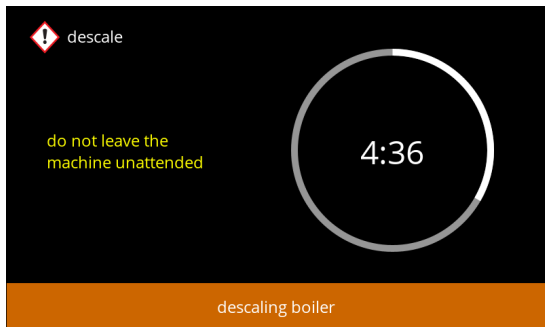 descale
do not leave the
machine unattended
4:36
descaling boiler